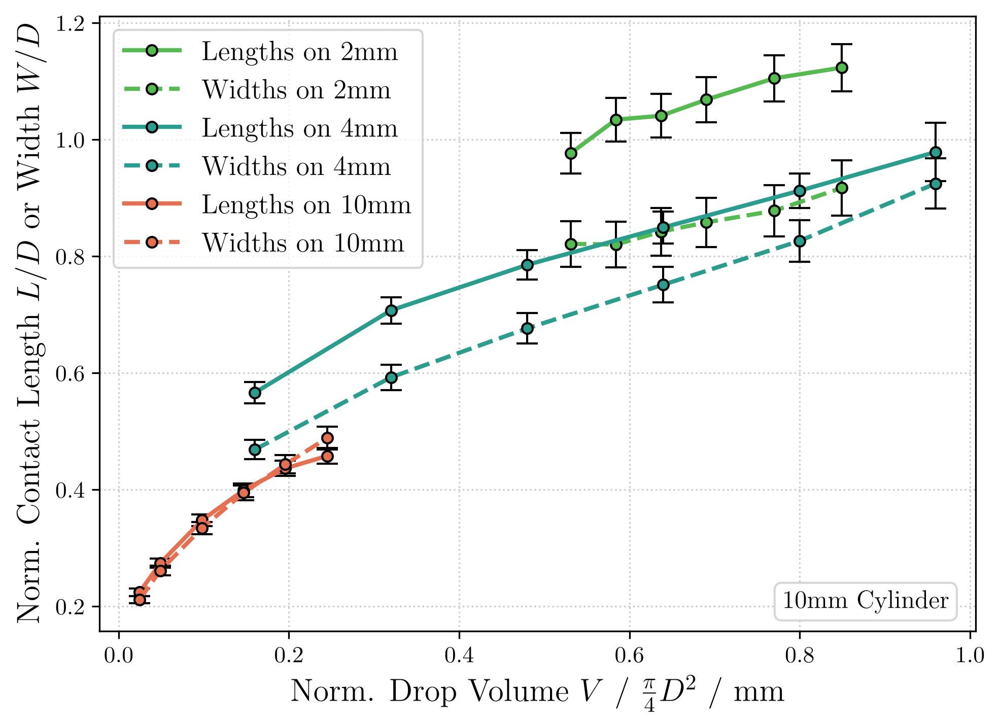 Norm. Contact Length L/D or Width W/D
1.2
1.0
0.8
0.6
0.4
0.2
Lengths on 2mm
Widths on 2mm
Lengths on 4mm
Widths on 4mm
Lengths on 10mm
Widths on 10mm
10mm Cylinder
0.0 0.2 0.4 0.6 0.8 1.0
Norm. Drop Volume V / π/4 D² / mm